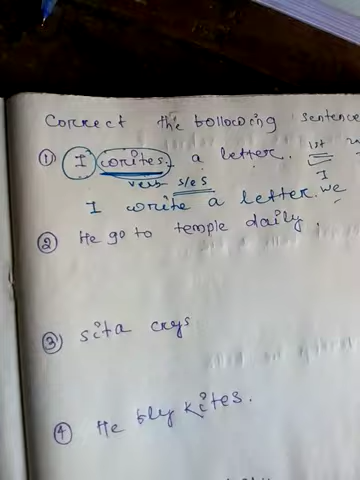 Correct the following sentence
① I writes. a letter. 1st
verb s/es I
I write a letter. we
② He go to temple daily.
③ sita crys
④ He fly Kites.